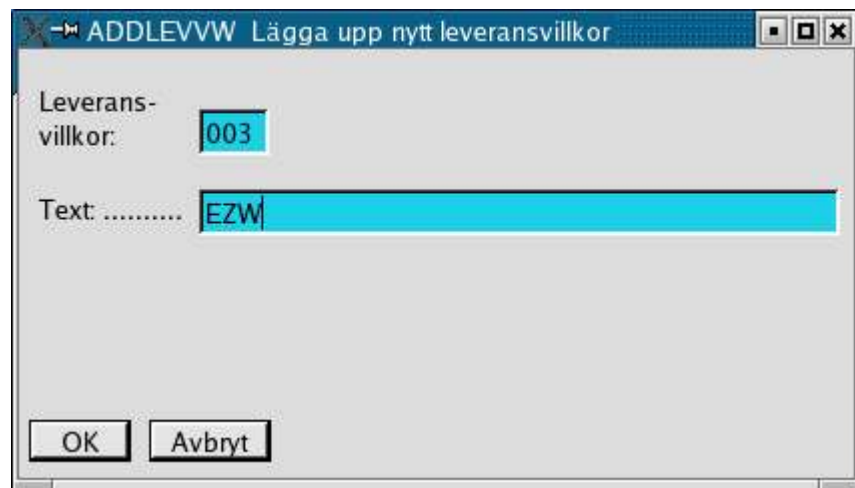 ADDLEVVW Lägga upp nytt leveransvillkor
Leverans-
villkor: 003
Text: .......... EZW
OK Avbryt